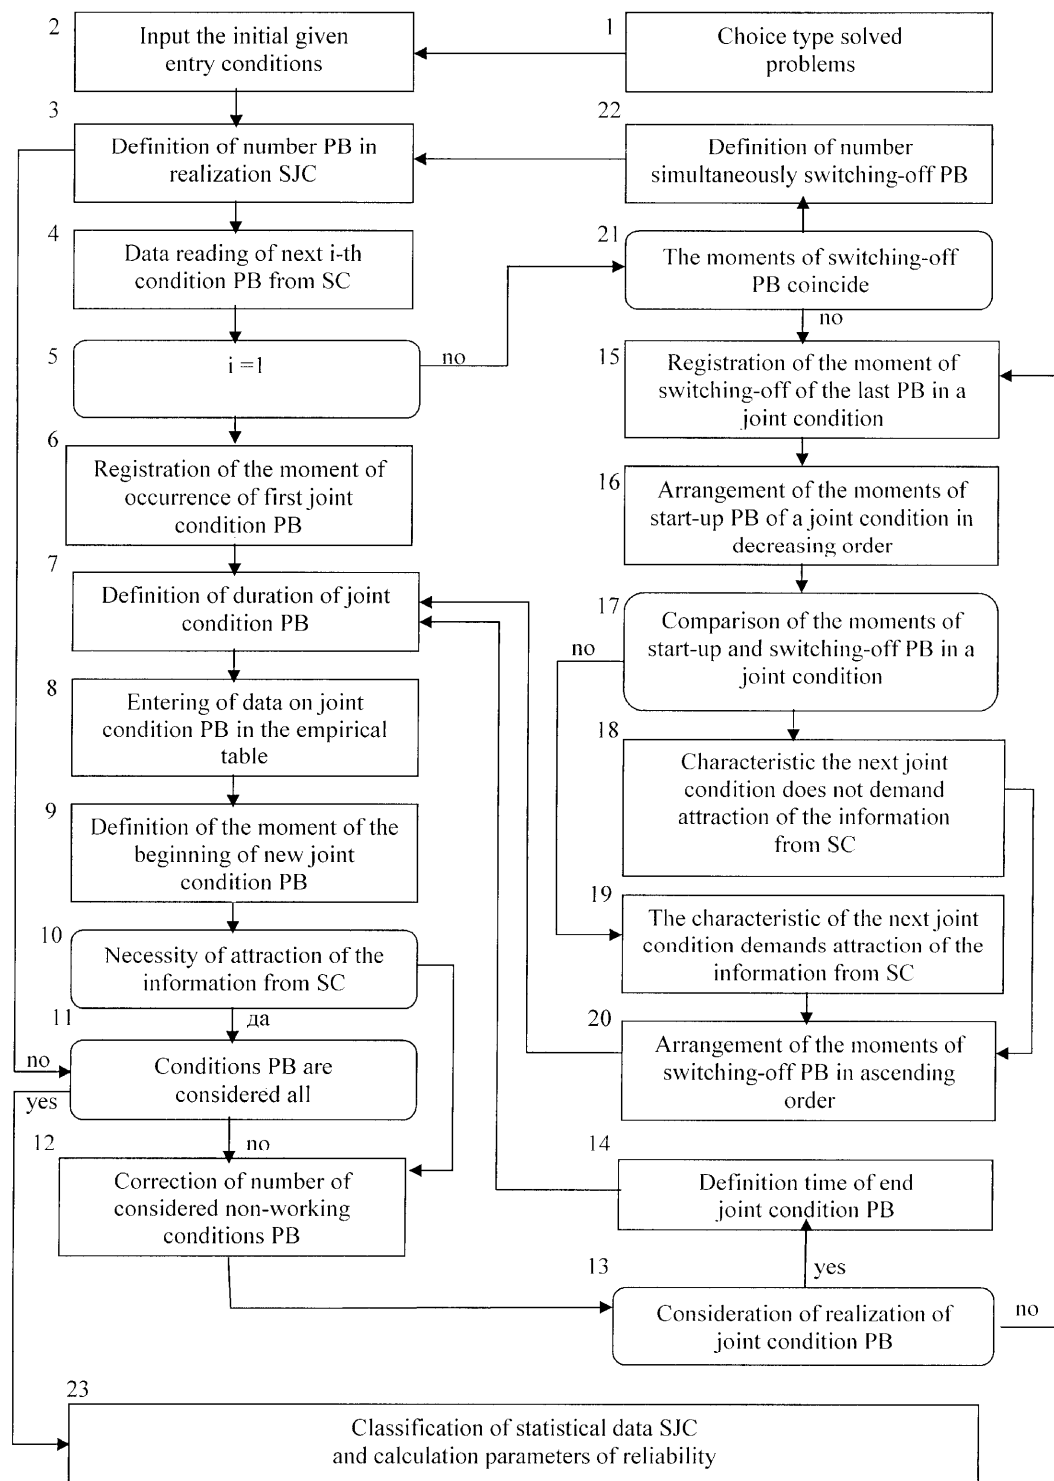 1
Choice type solved
problems
2
Input the initial given
entry conditions
3
Definition of number PB in
realization SJC
4
Data reading of next i-th
condition PB from SC
5
i =1
no
6
Registration of the moment of
occurrence of first joint
condition PB
7
Definition of duration of joint
condition PB
8
Entering of data on joint
condition PB in the empirical
table
9
Definition of the moment of the
beginning of new joint
condition PB
10
Necessity of attraction of the
information from SC
да
11
no
yes
Conditions PB are
considered all
no
12
Correction of number of
considered non-working
conditions PB
13
Consideration of realization of
joint condition PB
yes
no
14
Definition time of end
joint condition PB
15
Registration of the moment of
switching-off of the last PB in a
joint condition
16
Arrangement of the moments of
start-up PB of a joint condition in
decreasing order
17
Comparison of the moments of
start-up and switching-off PB in a
joint condition
no
18
Characteristic the next joint
condition does not demand
attraction of the information
from SC
19
The characteristic of the next joint
condition demands attraction of the
information from SC
20
Arrangement of the moments of
switching-off PB in ascending
order
21
The moments of switching-off
PB coincide
no
22
Definition of number
simultaneously switching-off PB
23
Classification of statistical data SJC
and calculation parameters of reliability